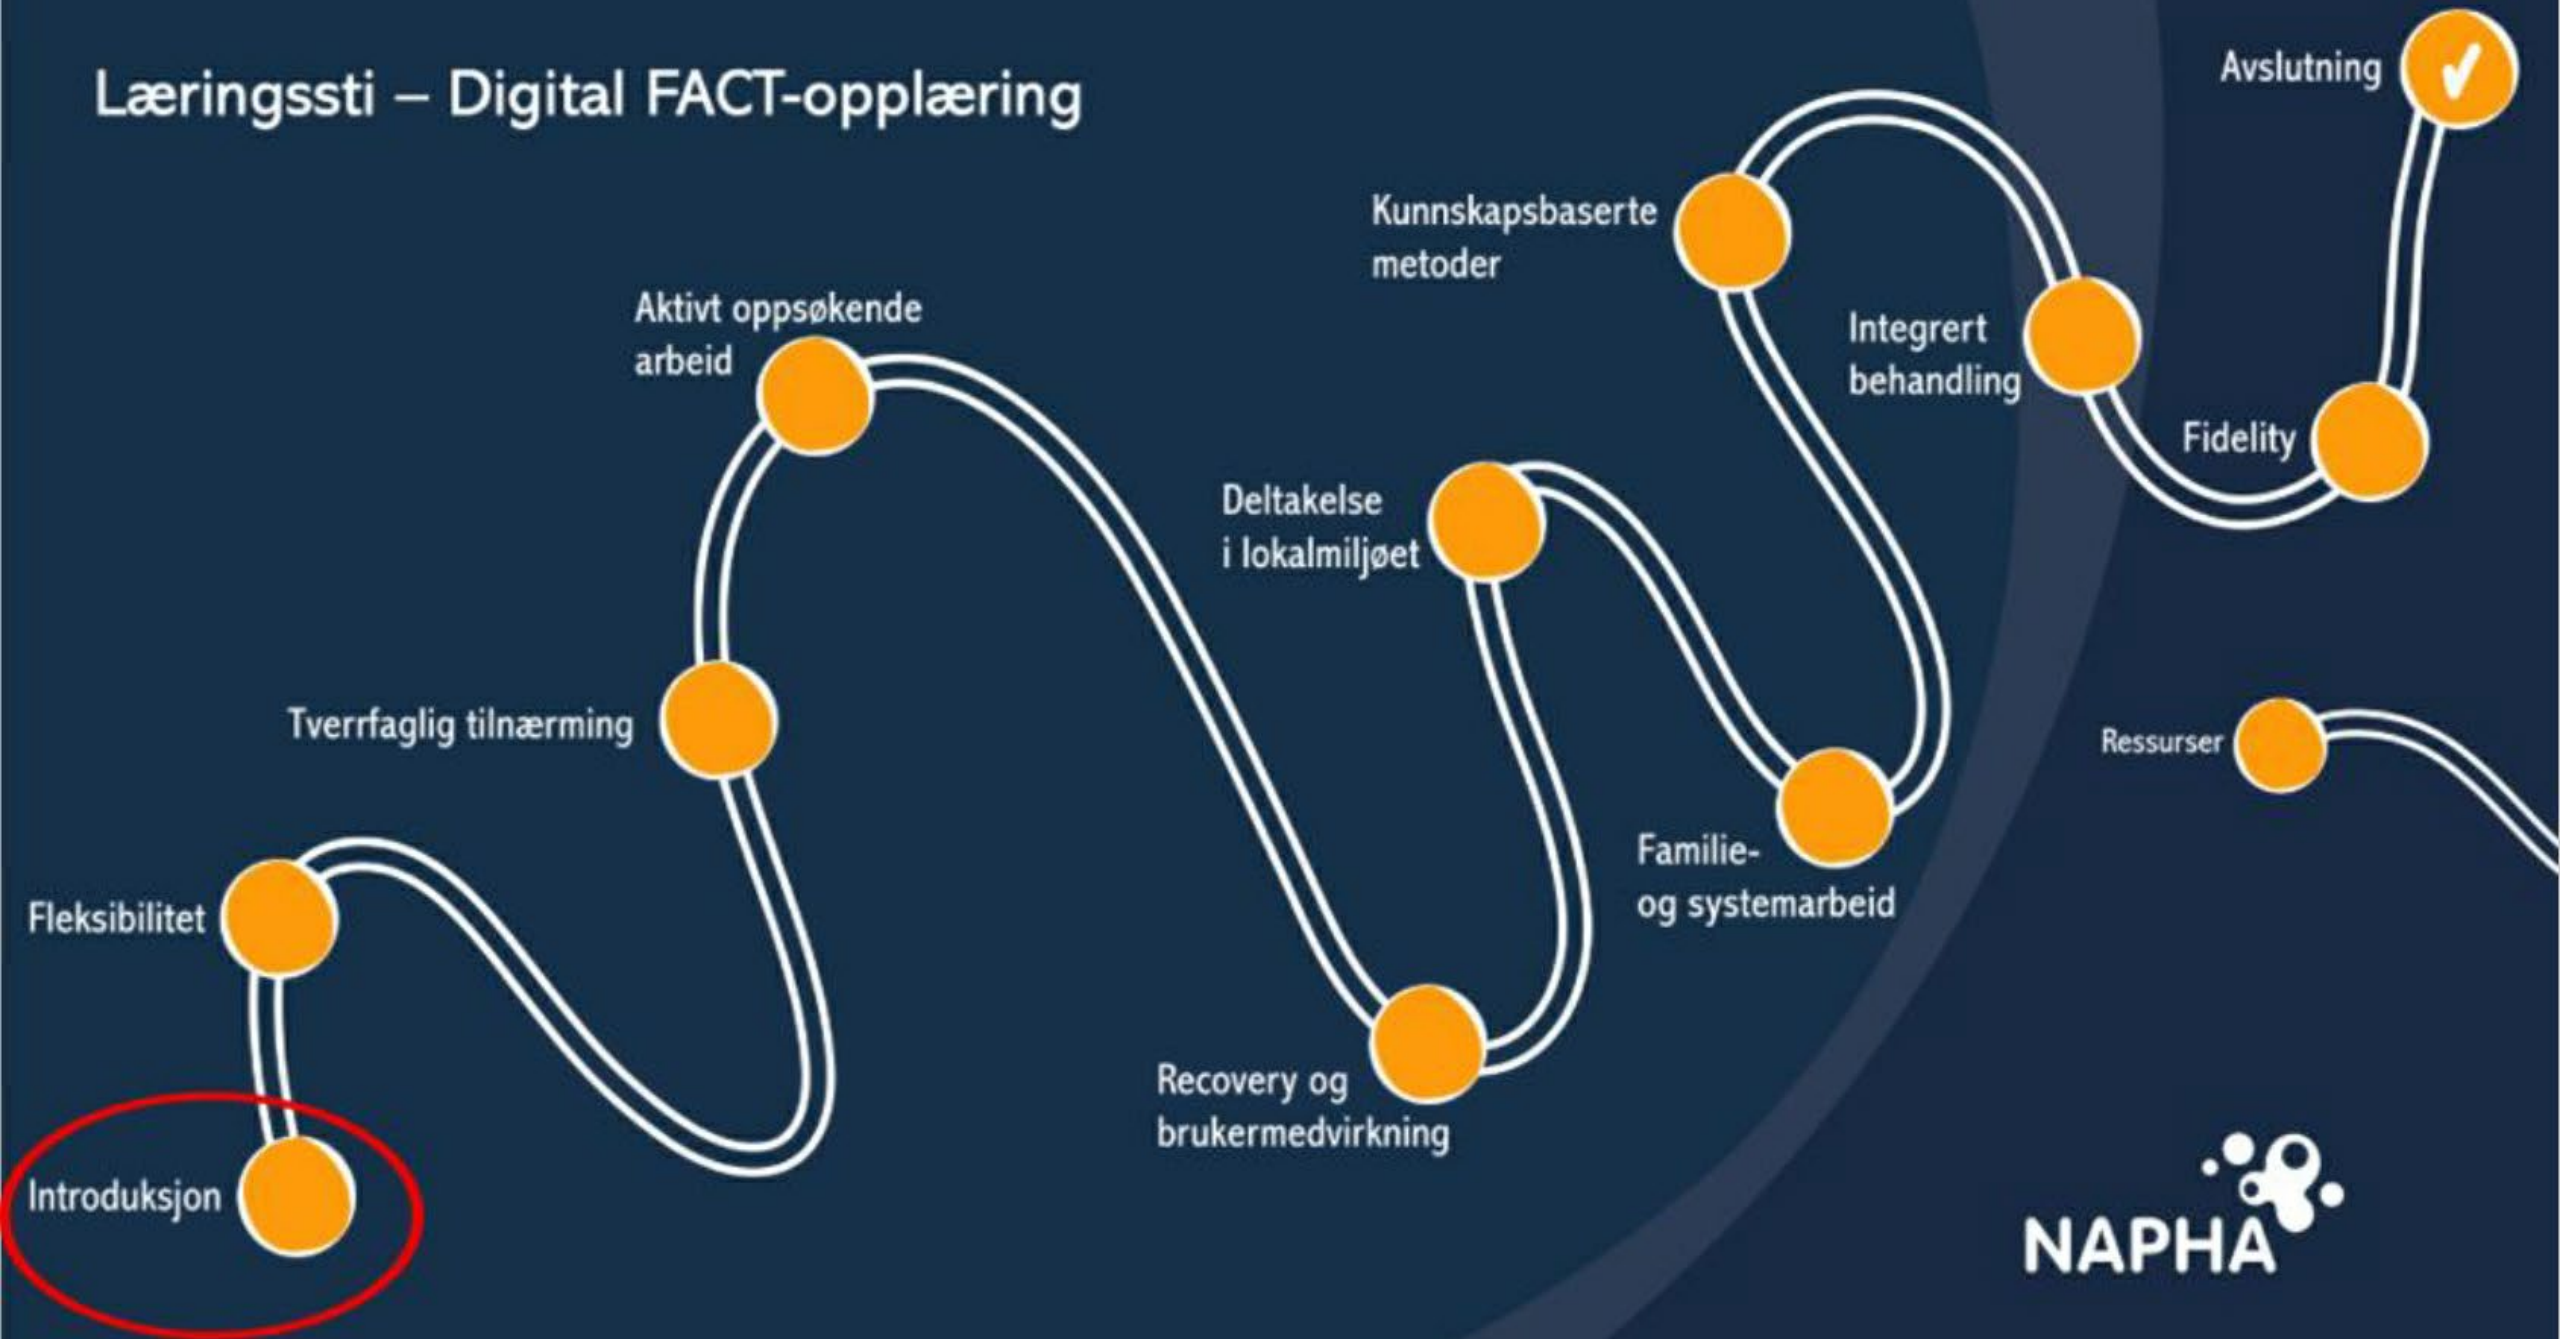 Læringssti – Digital FACT-opplæring
Avslutning
Kunnskapsbaserte
metoder
Aktivt oppsøkende
arbeid
Integrert
behandling
Fidelity
Deltakelse
i lokalmiljøet
Tverrfaglig tilnærming
Ressurser
Familie-
og systemarbeid
Fleksibilitet
Recovery og
brukermedvirkning
Introduksjon
NAPHA